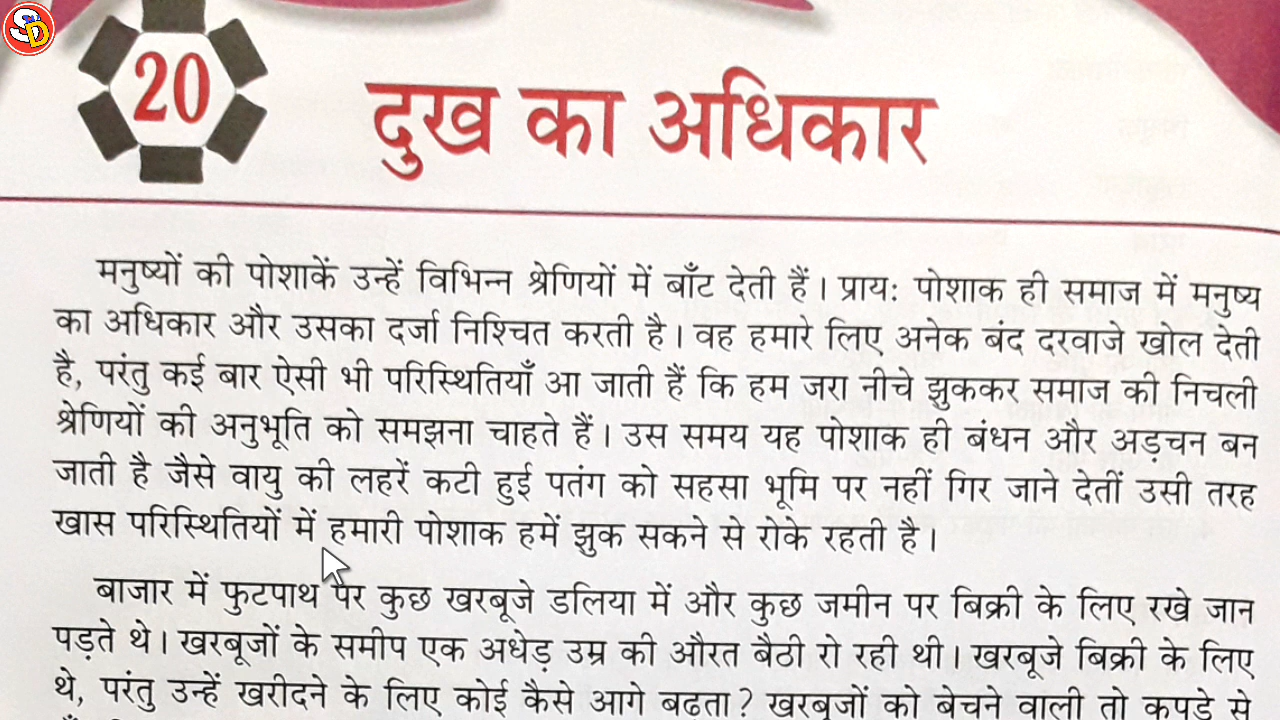 SD
20
दुख का अधिकार
मनुष्यों की पोशाकें उन्हें विभिन्न श्रेणियों में बाँट देती हैं। प्रायः पोशाक ही समाज में मनुष्य
का अधिकार और उसका दर्जा निश्चित करती है। वह हमारे लिए अनेक बंद दरवाजे खोल देती
है, परंतु कई बार ऐसी भी परिस्थितियाँ आ जाती हैं कि हम जरा नीचे झुककर समाज की निचली
श्रेणियों की अनुभूति को समझना चाहते हैं। उस समय यह पोशाक ही बंधन और अड़चन बन
जाती है जैसे वायु की लहरें कटी हुई पतंग को सहसा भूमि पर नहीं गिर जाने देतीं उसी तरह
खास परिस्थितियों में हमारी पोशाक हमें झुक सकने से रोके रहती है।
बाजार में फुटपाथ पर कुछ खरबूजे डलिया में और कुछ जमीन पर बिक्री के लिए रखे जान
पड़ते थे। खरबूजों के समीप एक अधेड़ उम्र की औरत बैठी रो रही थी। खरबूजे बिक्री के लिए
थे, परंतु उन्हें खरीदने के लिए कोई कैसे आगे बढ़ता? खरबूजों को बेचने वाली तो कपड़े से